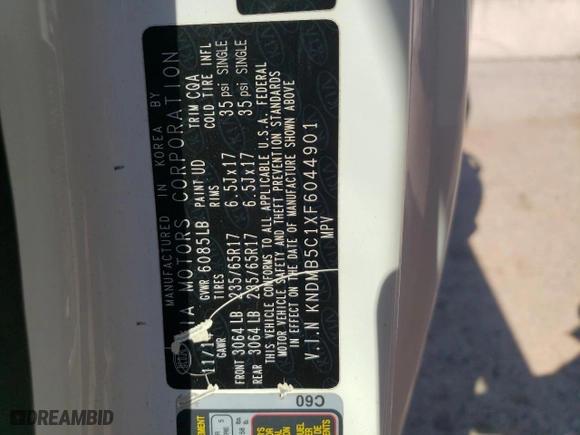 MANUFACTURED IN KOREA BY
KIA MOTORS CORPORATION
11/14 GVWR 6085LB PAINT UD TRIM CQA
GAWR TIRES RIMS COLD TIRE INFL
FRONT 3064 LB 235/65R17 6.5Jx17 35 psi SINGLE
REAR 3064 LB 235/65R17 6.5Jx17 35 psi SINGLE
THIS VEHICLE CONFORMS TO ALL APPLICABLE U.S.A. FEDERAL
MOTOR VEHICLE SAFETY AND THEFT PREVENTION STANDARDS
IN EFFECT ON THE DATE OF MANUFACTURE SHOWN ABOVE
V.I.N KNDMB5C1XF6044901
MPV
C60
DREAMBID